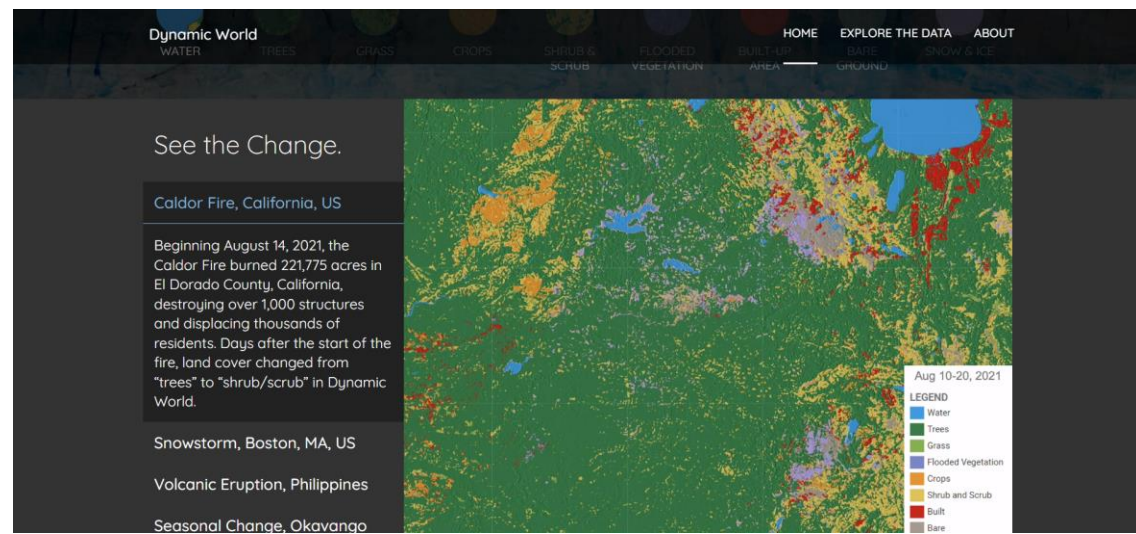 Dynamic World
HOME EXPLORE THE DATA ABOUT
WATER TREES GRASS CROPS SHRUB & SCRUB FLOODED VEGETATION BUILT-UP AREA BARE GROUND SNOW & ICE
See the Change.
Caldor Fire, California, US
Beginning August 14, 2021, the
Caldor Fire burned 221,775 acres in
El Dorado County, California,
destroying over 1,000 structures
and displacing thousands of
residents. Days after the start of the
fire, land cover changed from
“trees” to “shrub/scrub” in Dynamic
World.
Snowstorm, Boston, MA, US
Volcanic Eruption, Philippines
Seasonal Change, Okavango
Aug 10-20, 2021
LEGEND
Water
Trees
Grass
Flooded Vegetation
Crops
Shrub and Scrub
Built
Bare